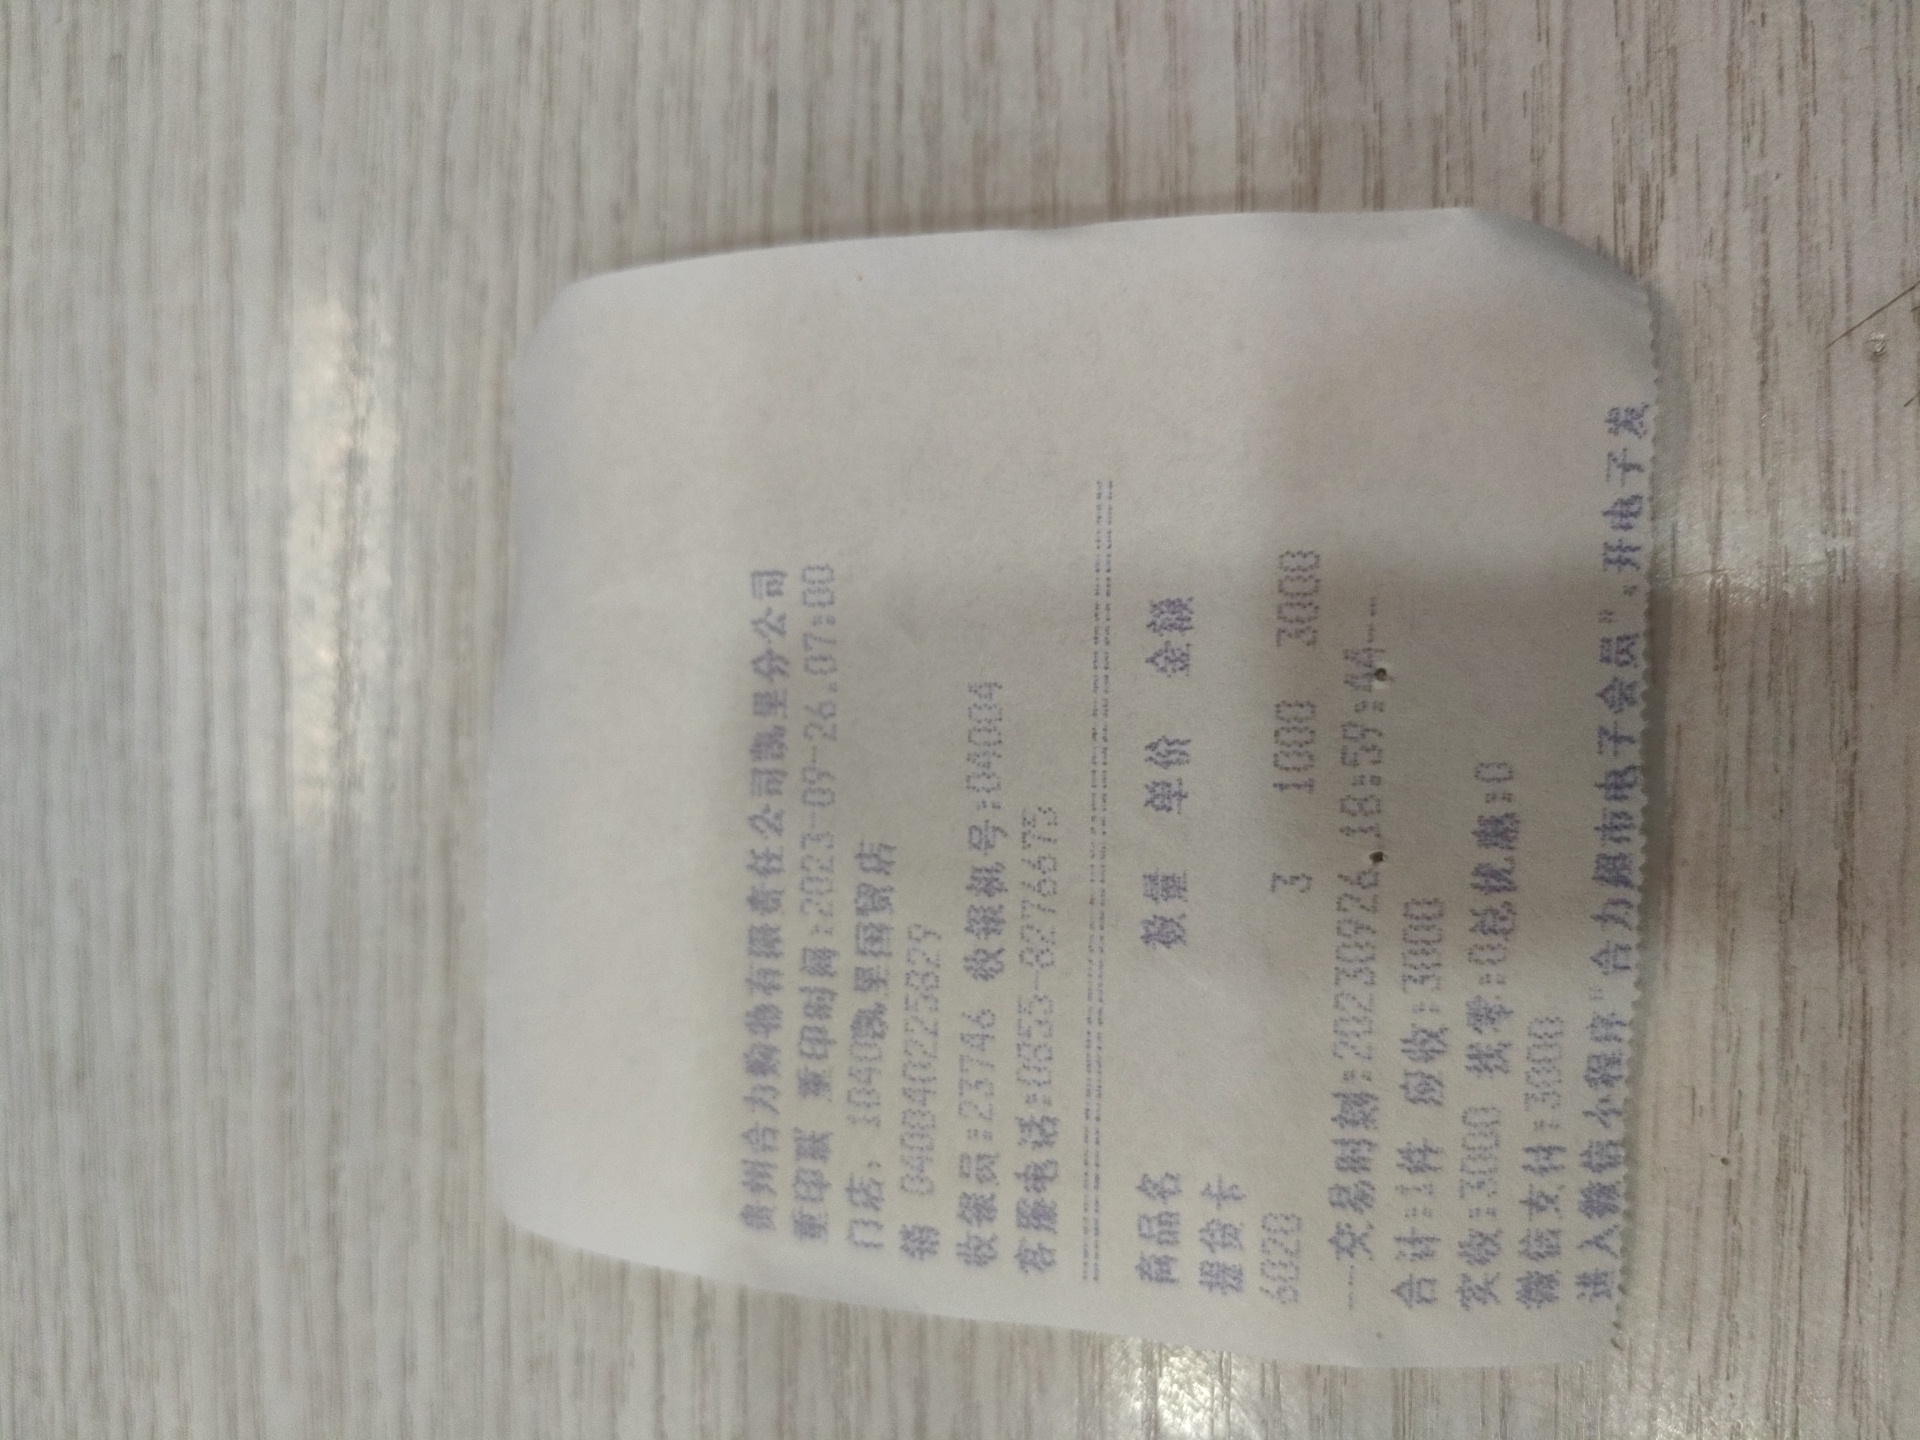 贵州合力购物有限责任公司凯里分公司
重印联 重印时间:2023-09-26.07:00
门店: 1040凯里国贸店
销 0400402258 29
收银员:23746 收银机号:04004
客服电话:0855-8276675
商品名 数量 单价 金额
提货卡
6020 3 1000 3000
---交易时刻:20230926.18:59:44---
合计:1件 应收:3000
实收:3000 找零:0总优惠:0
微信支付:3000
进入微信小程序"合力超市电子会员".开电子发